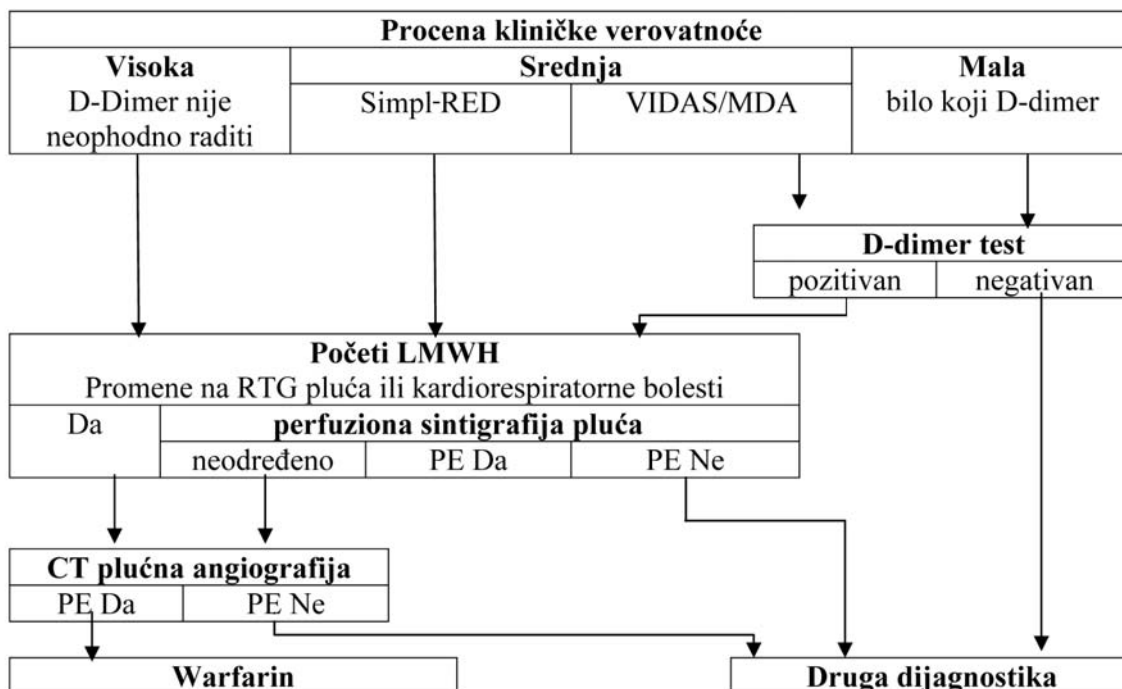 Procena kliničke verovatnoće
Visoka
D-Dimer nije
neophodno raditi
Srednja
Simpl-RED
VIDAS/MDA
Mala
bilo koji D-dimer
D-dimer test
pozitivan
negativan
Početi LMWH
Promene na RTG pluća ili kardiorespiratorne bolesti
Da
perfuziona sintigrafija pluća
neodređeno
PE Da
PE Ne
CT plućna angiografija
PE Da
PE Ne
Warfarin
Druga dijagnostika